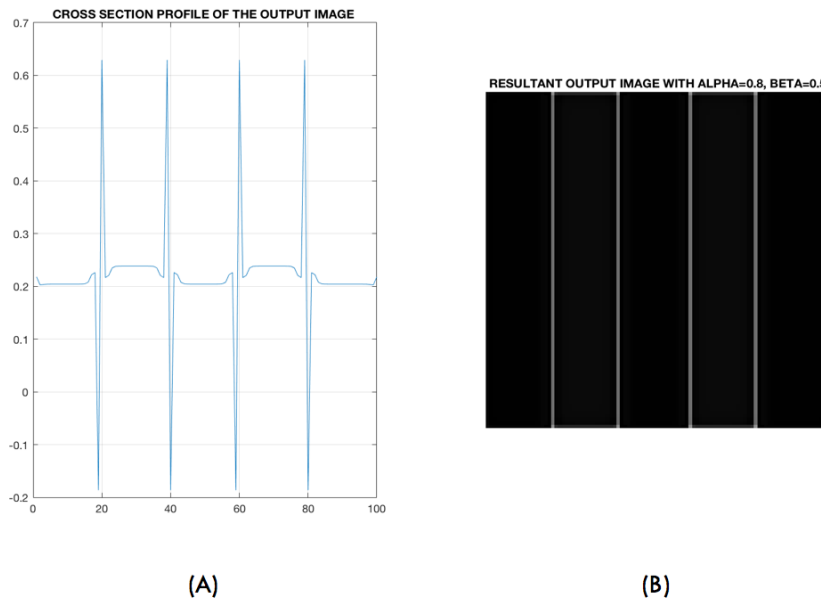 CROSS SECTION PROFILE OF THE OUTPUT IMAGE
0.7
0.6
0.5
0.4
0.3
0.2
0.1
0
-0.1
-0.2
0 20 40 60 80 100
RESULTANT OUTPUT IMAGE WITH ALPHA=0.8, BETA=0.5
(A) (B)